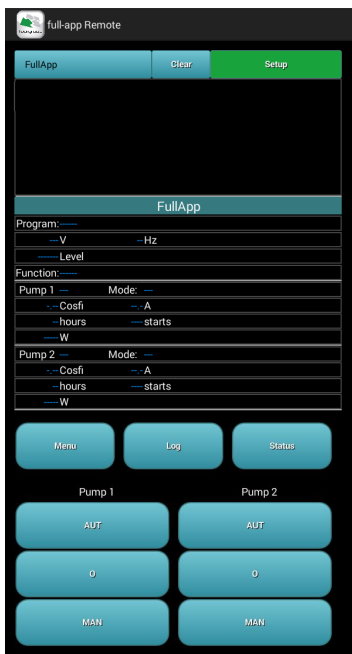 full-app Remote
FullApp Clear Setup
FullApp
Program:------
---V --Hz
------Level
Function:-----
Pump 1 --- Mode: ---
-.--Cosfi --.-A
--hours ----starts
----W
Pump 2 --- Mode: ---
-.--Cosfi --.-A
--hours ----starts
----W
Menu Log Status
Pump 1 Pump 2
AUT AUT
0 0
MAN MAN